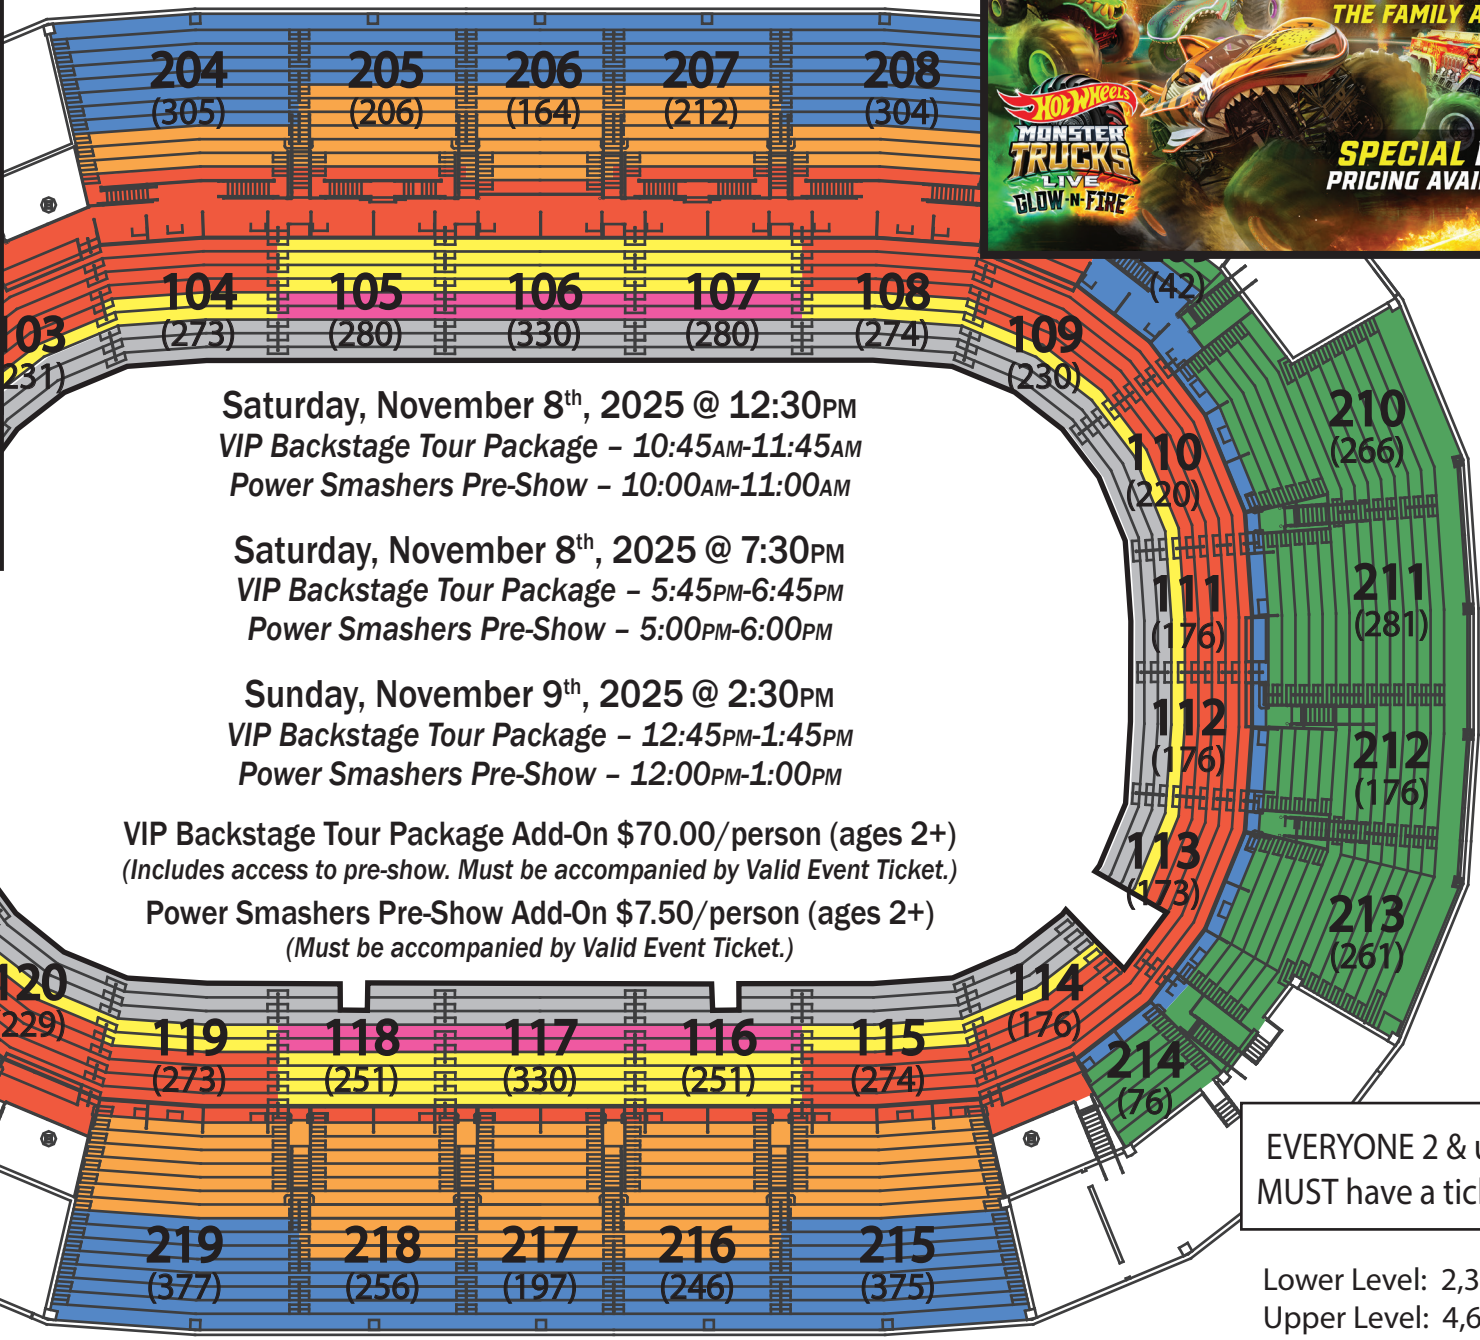 204 205 206 207 208
(305) (206) (164) (212) (304)
THE FAMILY
HOT WHEELS
MONSTER
TRUCKS
LIVE
GLOW-N-FIRE
SPECIAL
PRICING
(42)
103 104 105 106 107 108 109
231) (273) (280) (330) (280) (274) (230)
110
(220)
111
(176)
112
(176)
113
(173)
210
(266)
211
(281)
212
(176)
213
(261)
214
(76)
Saturday, November 8th, 2025 @ 12:30PM
VIP Backstage Tour Package – 10:45AM-11:45AM
Power Smashers Pre-Show – 10:00AM-11:00AM
Saturday, November 8th, 2025 @ 7:30PM
VIP Backstage Tour Package – 5:45PM-6:45PM
Power Smashers Pre-Show – 5:00PM-6:00PM
Sunday, November 9th, 2025 @ 2:30PM
VIP Backstage Tour Package – 12:45PM-1:45PM
Power Smashers Pre-Show – 12:00PM-1:00PM
VIP Backstage Tour Package Add-On $70.00/person (ages 2+)
(Includes access to pre-show. Must be accompanied by Valid Event Ticket.)
Power Smashers Pre-Show Add-On $7.50/person (ages 2+)
(Must be accompanied by Valid Event Ticket.)
120 119 118 117 116 115 114
229) (273) (251) (330) (251) (274) (176)
219 218 217 216 215
(377) (256) (197) (246) (375)
EVERYONE 2 &
MUST have a
Lower Level: 2,3
Upper Level: 4,6